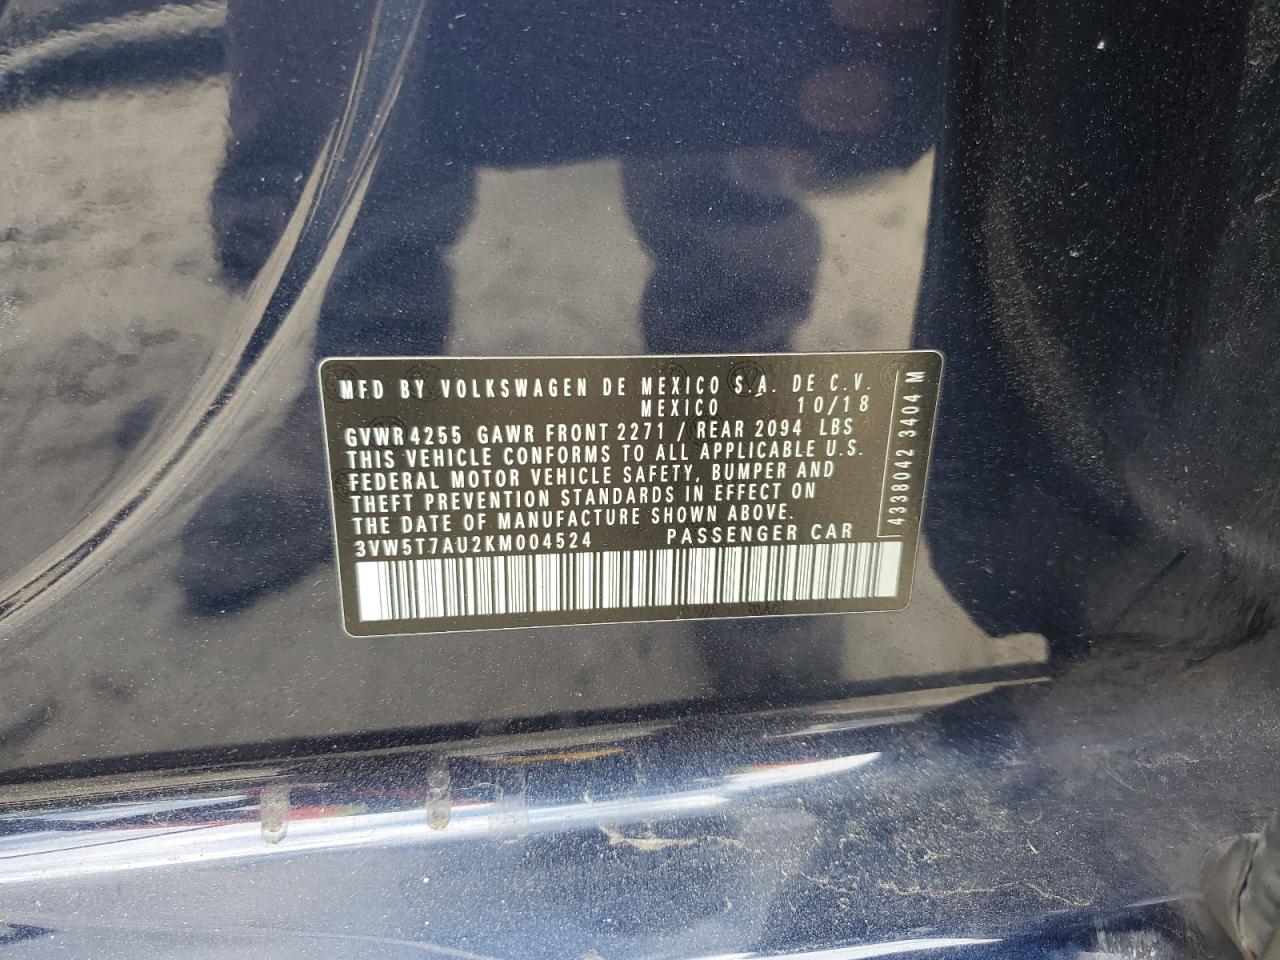 MFD BY VOLKSWAGEN DE MEXICO S.A. DE C.V.
MEXICO 10/18
GVWR 4255 GAWR FRONT 2271 / REAR 2094 LBS
THIS VEHICLE CONFORMS TO ALL APPLICABLE U.S.
FEDERAL MOTOR VEHICLE SAFETY, BUMPER AND
THEFT PREVENTION STANDARDS IN EFFECT ON
THE DATE OF MANUFACTURE SHOWN ABOVE.
3VW5T7AU2KM004524 PASSENGER CAR
4338042 3404 M